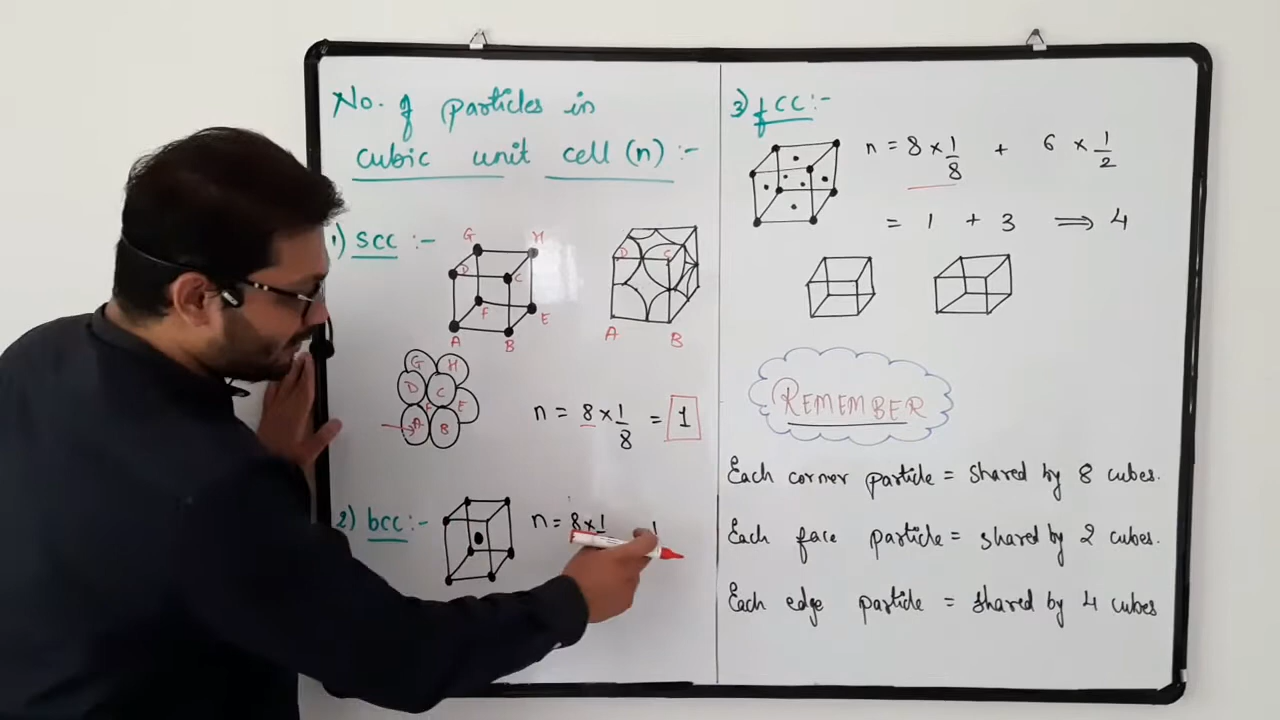 No. of particles in
cubic unit cell (n) :-
1) SCC :-
G H
D C
F E
A B
D C
A B
G H
D C
F E
A B
n = 8 × 1/8 = 1
2) bcc :-
n = 8 × 1
1
3) fcc :-
n = 8 × 1/8 + 6 × 1/2
= 1 + 3 ⟹ 4
REMEMBER
Each corner particle = shared by 8 cubes.
Each face particle = shared by 2 cubes.
Each edge particle = shared by 4 cubes